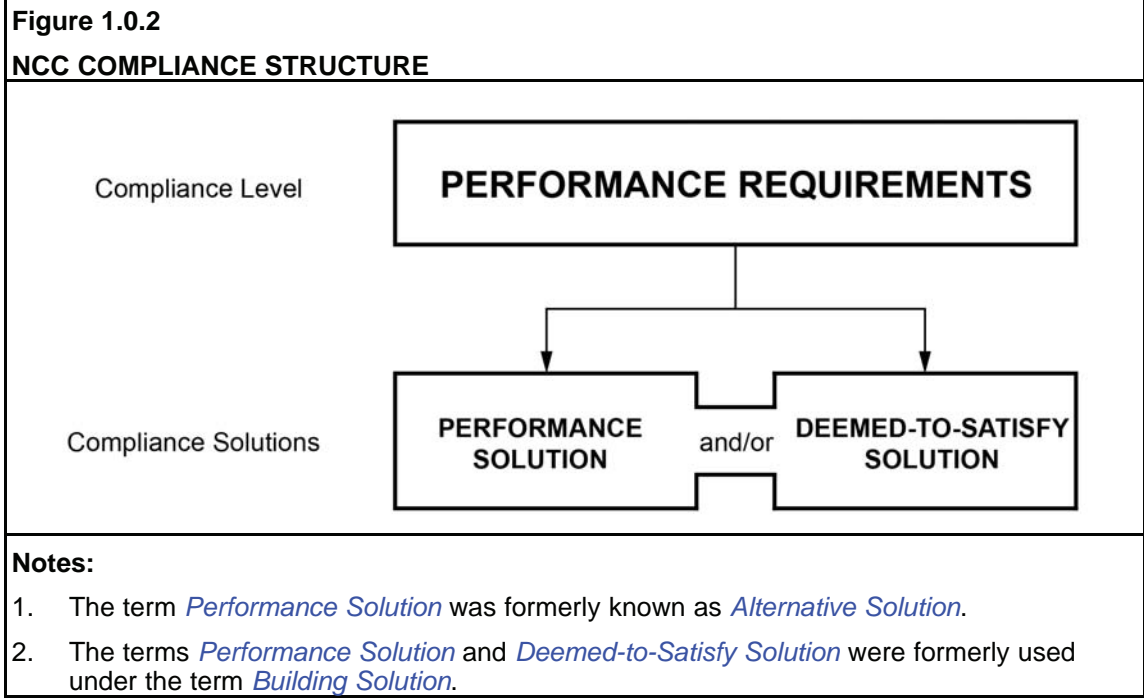 Figure 1.0.2
NCC COMPLIANCE STRUCTURE
Compliance Level
PERFORMANCE REQUIREMENTS
Compliance Solutions
PERFORMANCE
SOLUTION
and/or
DEEMED-TO-SATISFY
SOLUTION
Notes:
1. The term Performance Solution was formerly known as Alternative Solution.
2. The terms Performance Solution and Deemed-to-Satisfy Solution were formerly used
under the term Building Solution.